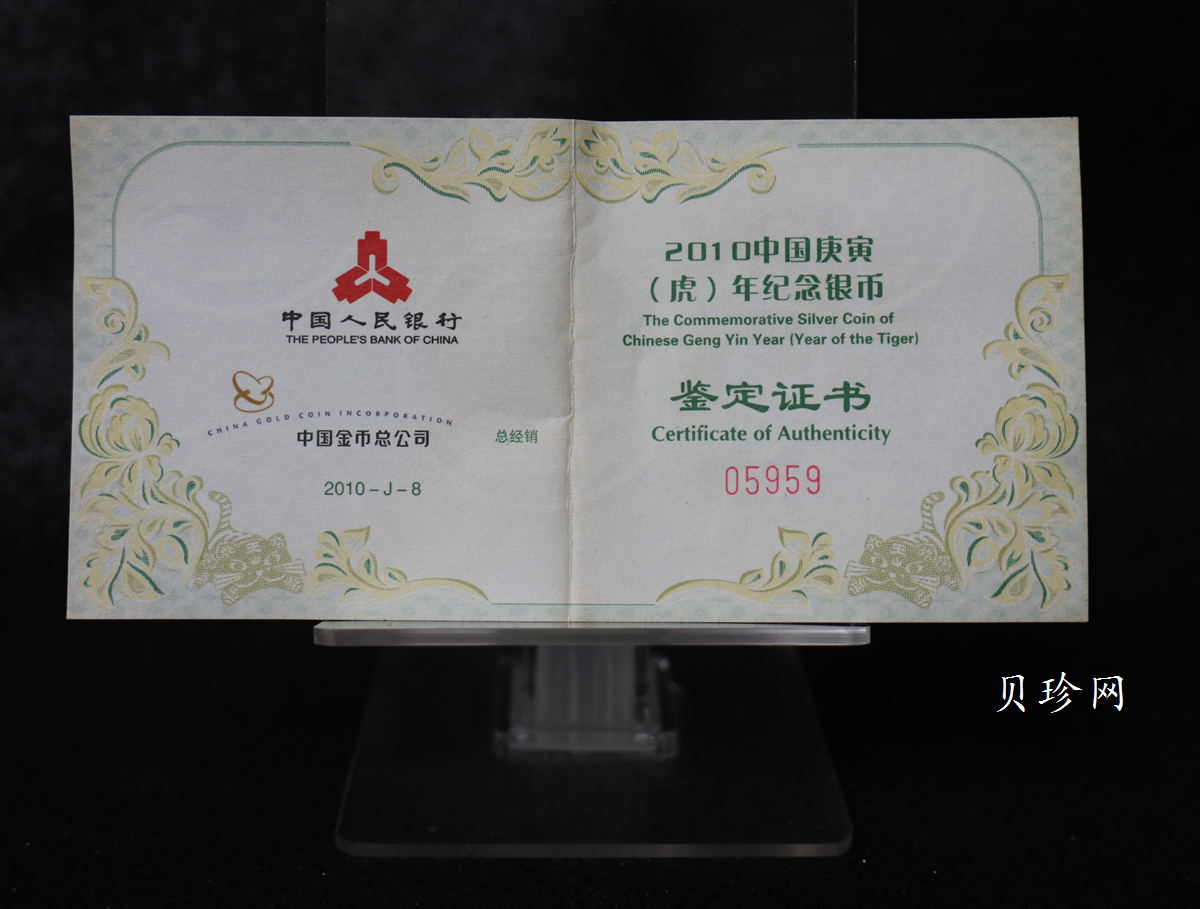 中国人民银行
THE PEOPLE'S BANK OF CHINA
CHINA GOLD COIN INCORPORATION
中国金币总公司 总经销
2010-J-8
2010中国庚寅
（虎）年纪念银币
The Commemorative Silver Coin of
Chinese Geng Yin Year (Year of the Tiger)
鉴定证书
Certificate of Authenticity
05959
贝珍网